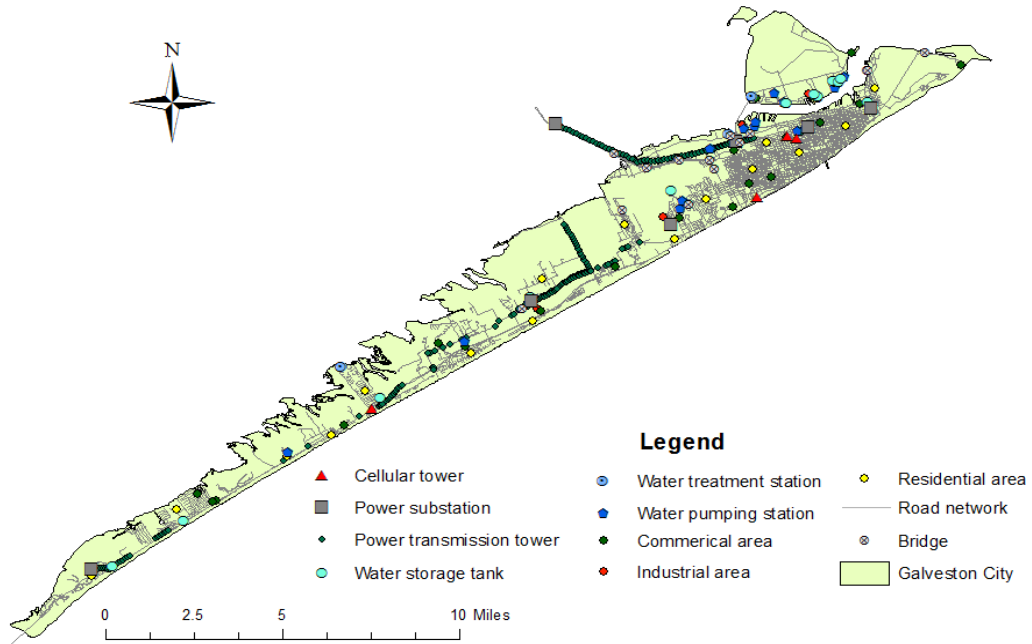 N
Legend
Cellular tower
Power substation
Power transmission tower
Water storage tank
Water treatment station
Water pumping station
Commerical area
Industrial area
Residential area
Road network
Bridge
Galveston City
0 2.5 5 10 Miles